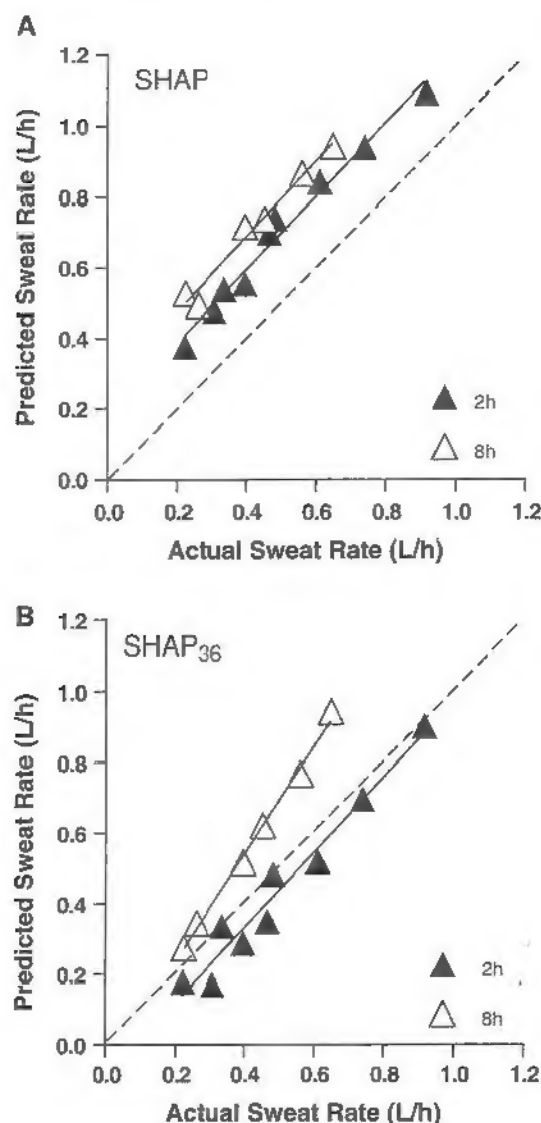 A
SHAP
Predicted Sweat Rate (L/h)
1.2
1.0
0.8
0.6
0.4
0.2
0.0
2h
8h
0.0 0.2 0.4 0.6 0.8 1.0 1.2
Actual Sweat Rate (L/h)
B
SHAP36
Predicted Sweat Rate (L/h)
1.2
1.0
0.8
0.6
0.4
0.2
0.0
2h
8h
0.0 0.2 0.4 0.6 0.8 1.0 1.2
Actual Sweat Rate (L/h)